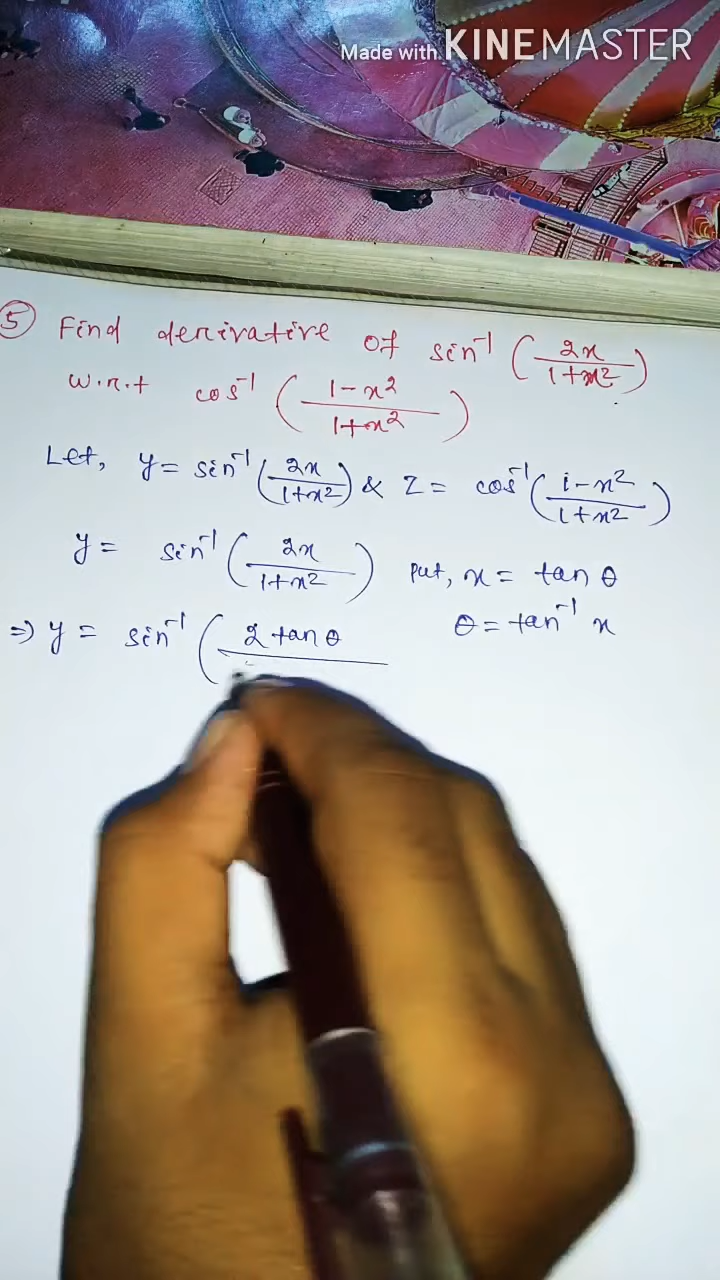 Made with KINEMASTER
⑤ Find derivative of sin⁻¹ (2x/1+x²)
w.r.t cos⁻¹ (1-x²/1+x²)
Let, y = sin⁻¹ (2x/1+x²) & z = cos⁻¹ (1-x²/1+x²)
y = sin⁻¹ (2x/1+x²) Put, x = tan θ
⇒ y = sin⁻¹ (2 tan θ θ = tan⁻¹ x